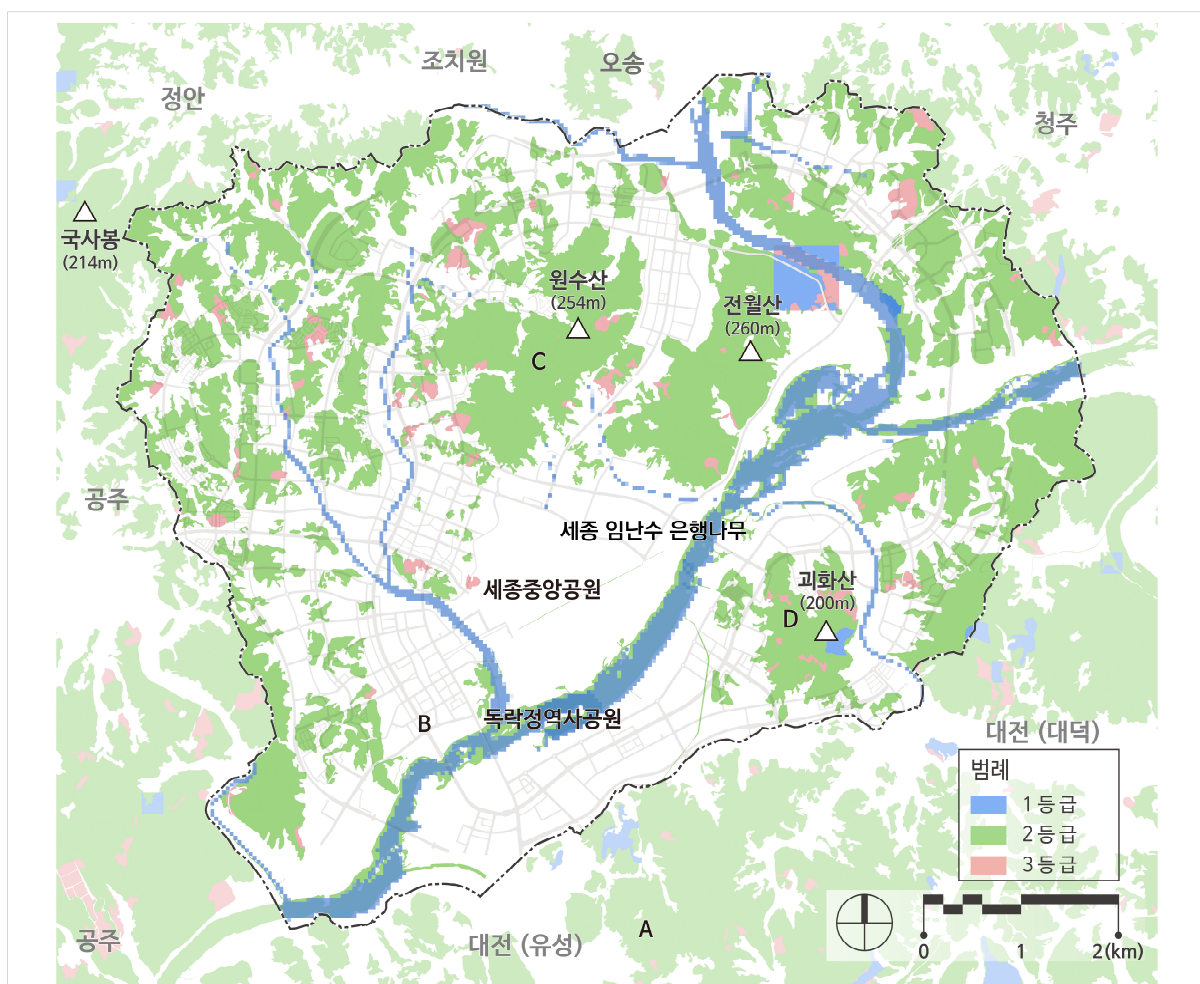 조치원
오송
정안
청주
국사봉
(214m)
원수산
(254m)
전월산
(260m)
C
공주
세종 임난수 은행나무
세종중앙공원
괴화산
(200m)
D
독락정역사공원
B
대전 (대덕)
범례
1등급
2등급
3등급
공주
대전 (유성)
A
0 1 2(km)